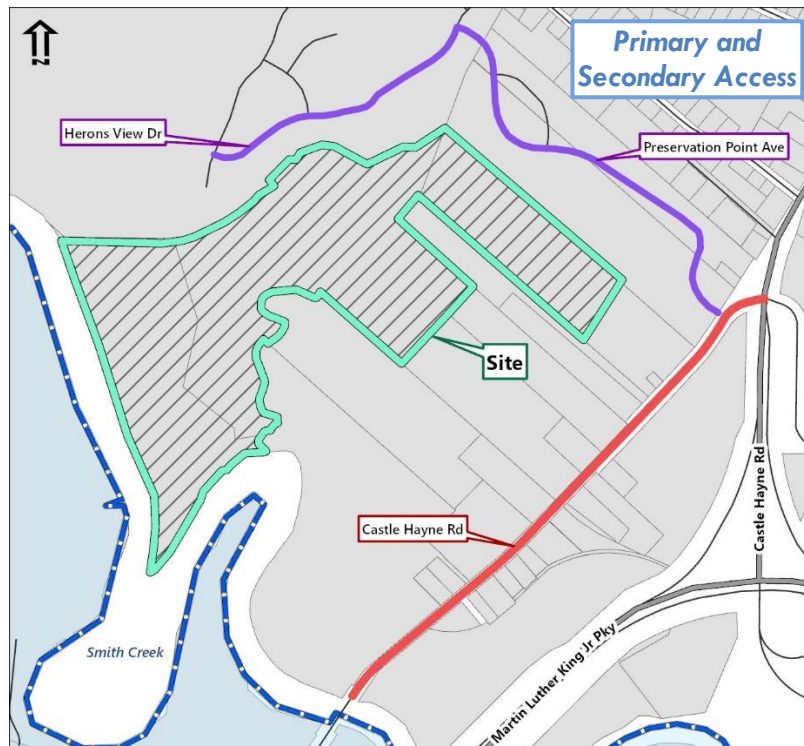 N
Primary and
Secondary Access
Herons View Dr
Preservation Point Ave
Site
Castle Hayne Rd
Castle Hayne Rd
Smith Creek
Martin Luther King Jr Pky